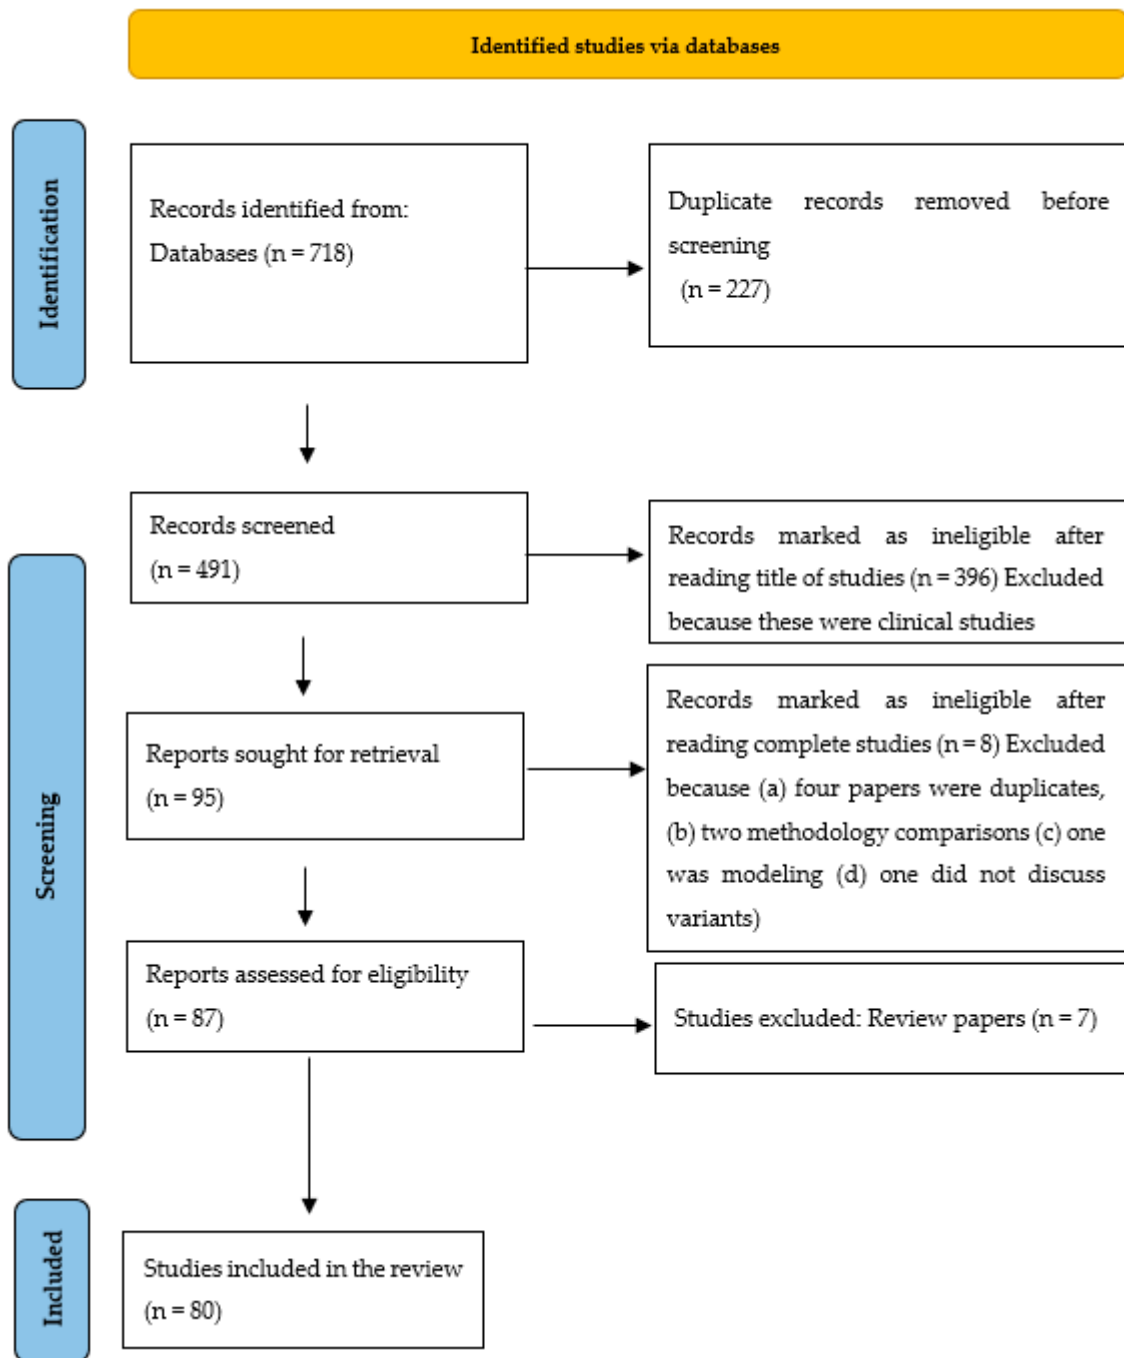 Identified studies via databases
Identification
Records identified from:
Databases (n = 718)
Duplicate records removed before
screening
(n = 227)
Screening
Records screened
(n = 491)
Records marked as ineligible after
reading title of studies (n = 396) Excluded
because these were clinical studies
Reports sought for retrieval
(n = 95)
Records marked as ineligible after
reading complete studies (n = 8) Excluded
because (a) four papers were duplicates,
(b) two methodology comparisons (c) one
was modeling (d) one did not discuss
variants)
Reports assessed for eligibility
(n = 87)
Studies excluded: Review papers (n = 7)
Included
Studies included in the review
(n = 80)